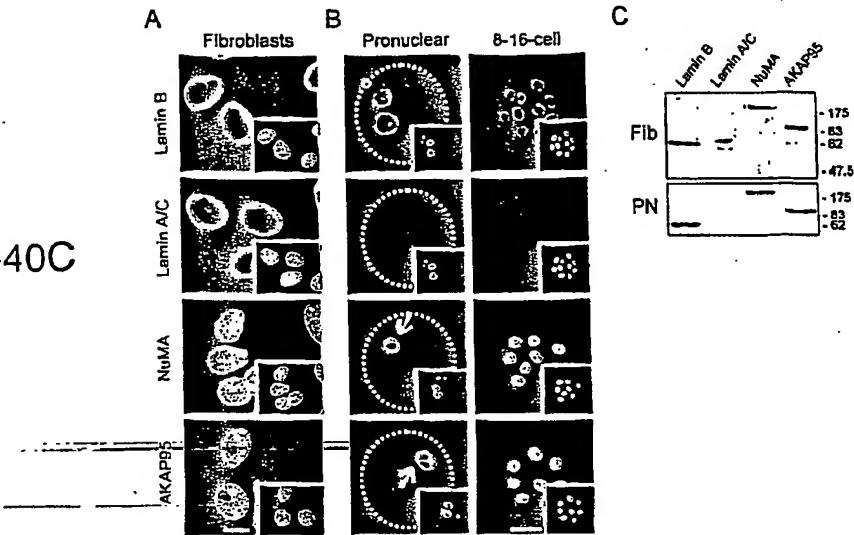 A
B
C
Fibroblasts
Pronuclear
8-16-cell
Lamin B
Lamin A/C
NuMA
AKAP95
Lamin B
Lamin A/C
NuMA
AKAP95
Fib
- 175
- 83
- 62
- 47.5
PN
- 175
- 83
- 62
-40C